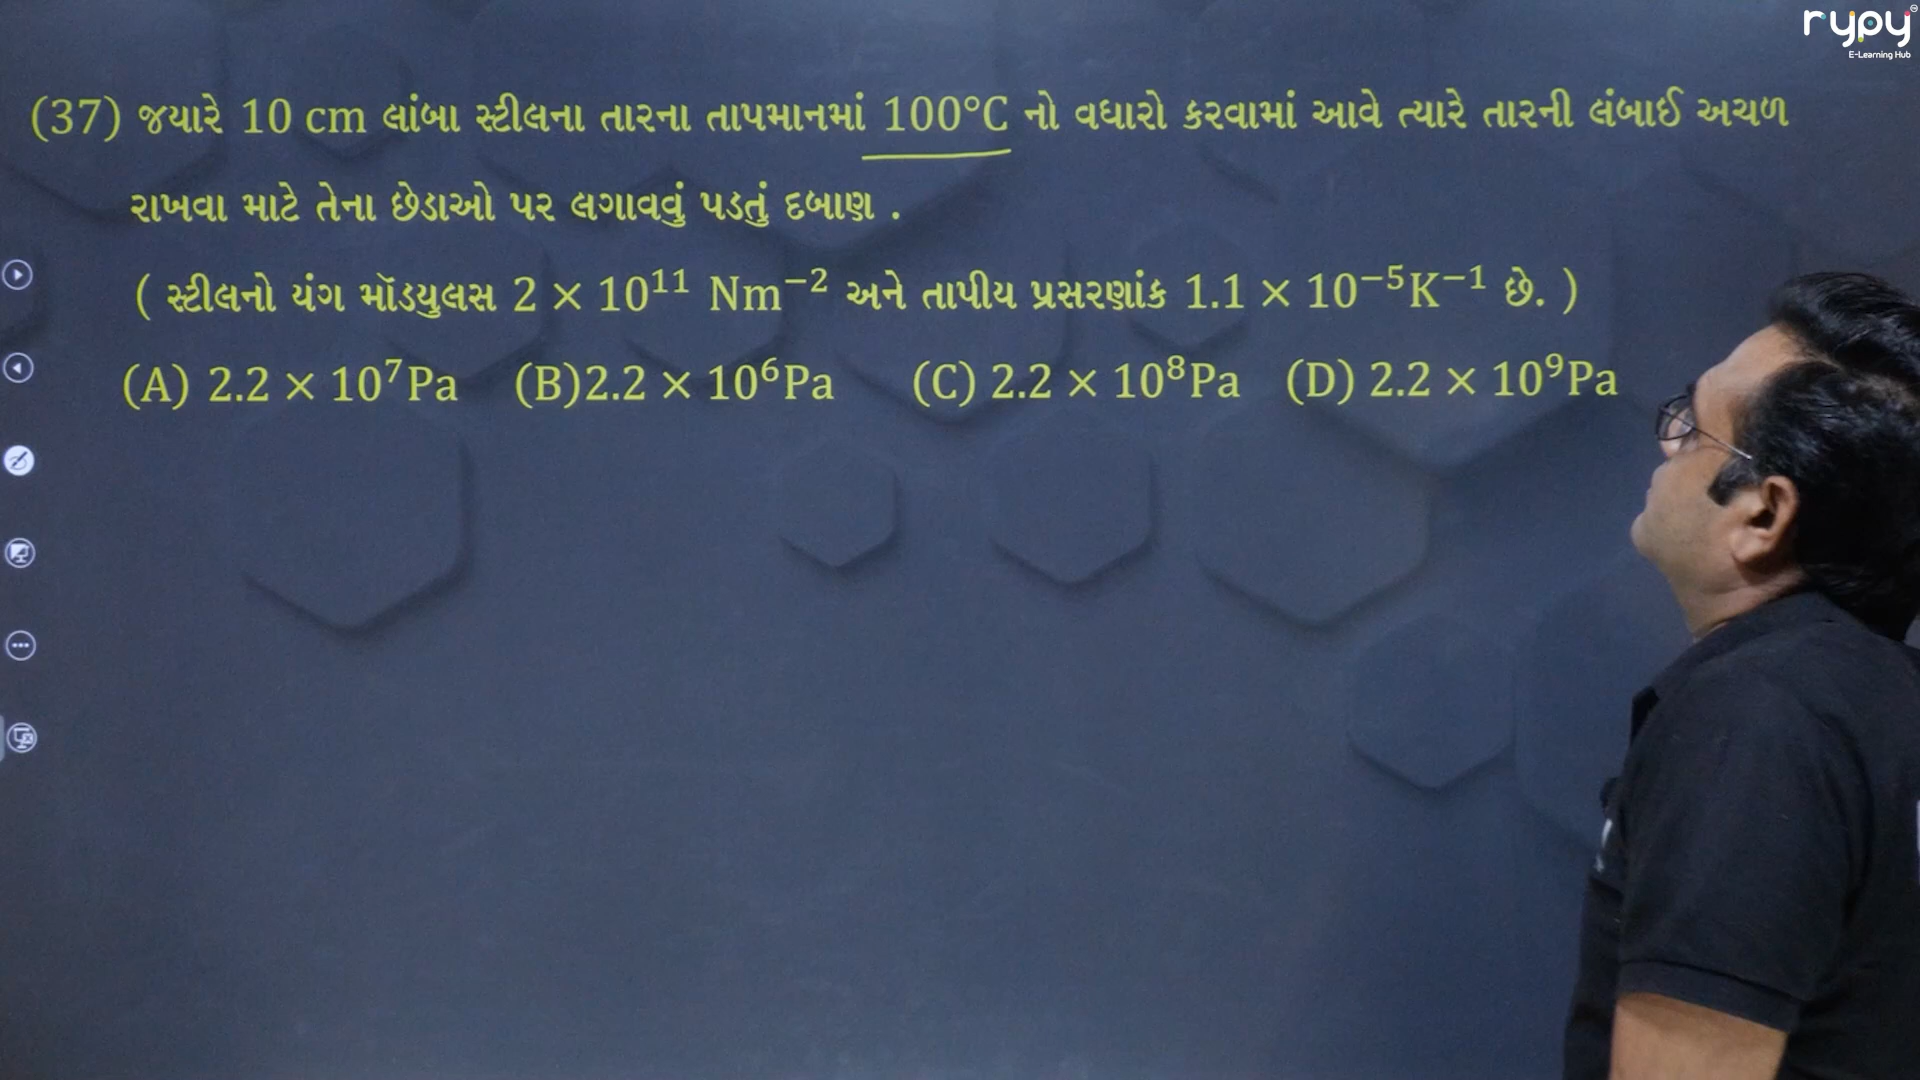 rypy
E-Learning Hub
(37) જયારે 10 cm લાંબા સ્ટીલના તારના તાપમાનમાં 100°C નો વધારો કરવામાં આવે ત્યારે તારની લંબાઈ અચળ
રાખવા માટે તેના છેડાઓ પર લગાવવું પડતું દબાણ .
( સ્ટીલનો યંગ મૉડયુલસ 2 × 10¹¹ Nm⁻² અને તાપીય પ્રસરણાંક 1.1 × 10⁻⁵K⁻¹ છે. )
(A) 2.2 × 10⁷Pa (B)2.2 × 10⁶Pa (C) 2.2 × 10⁸Pa (D) 2.2 × 10⁹Pa